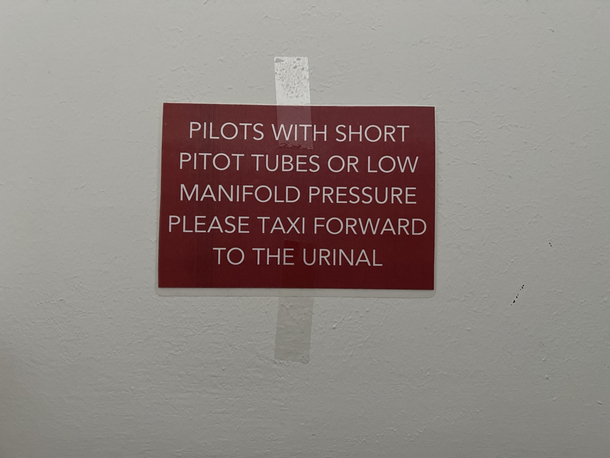 PILOTS WITH SHORT
PITOT TUBES OR LOW
MANIFOLD PRESSURE
PLEASE TAXI FORWARD
TO THE URINAL